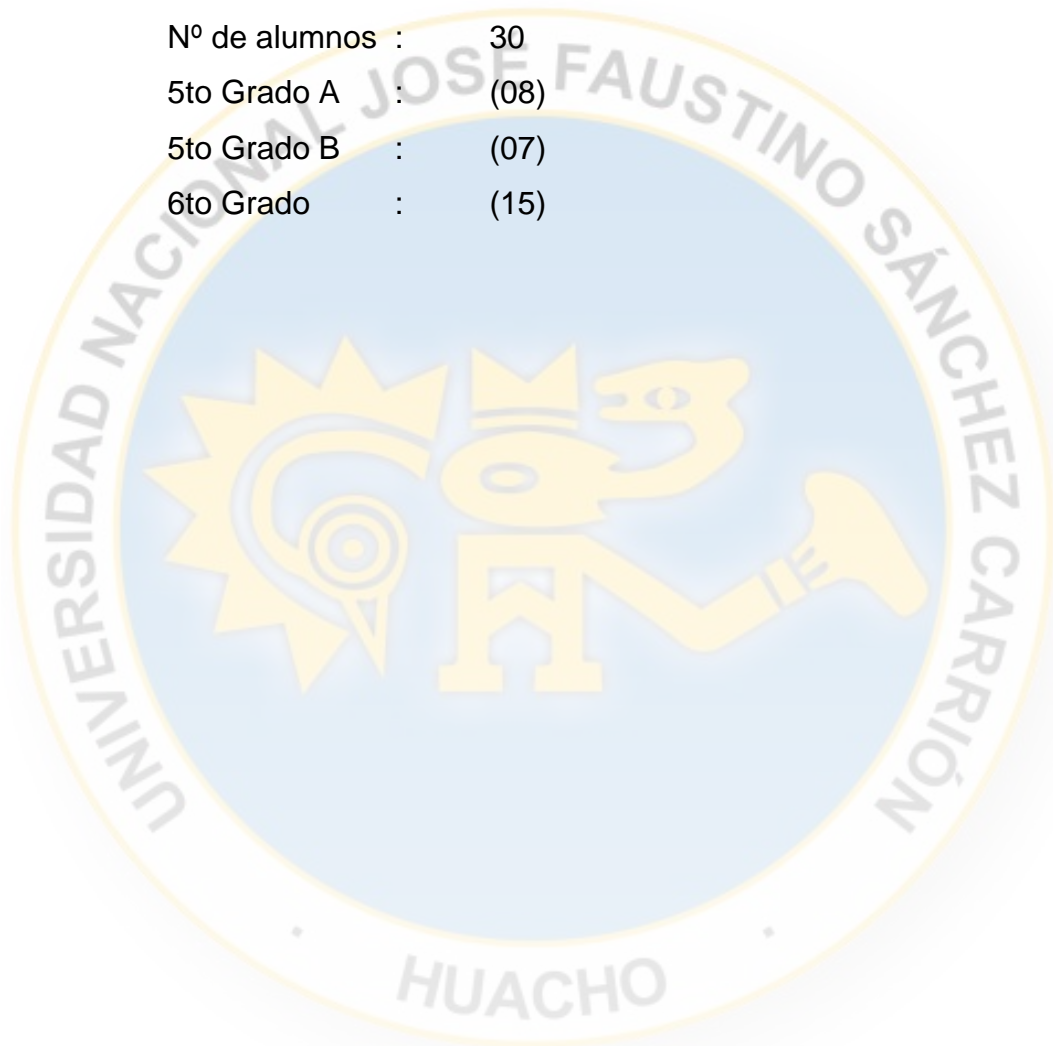 Nº de alumnos : 30
5to Grado A : (08)
5to Grado B : (07)
6to Grado : (15)
UNIVERSIDAD NACIONAL JOSÉ FAUSTINO SÁNCHEZ CARRIÓN
· HUACHO ·